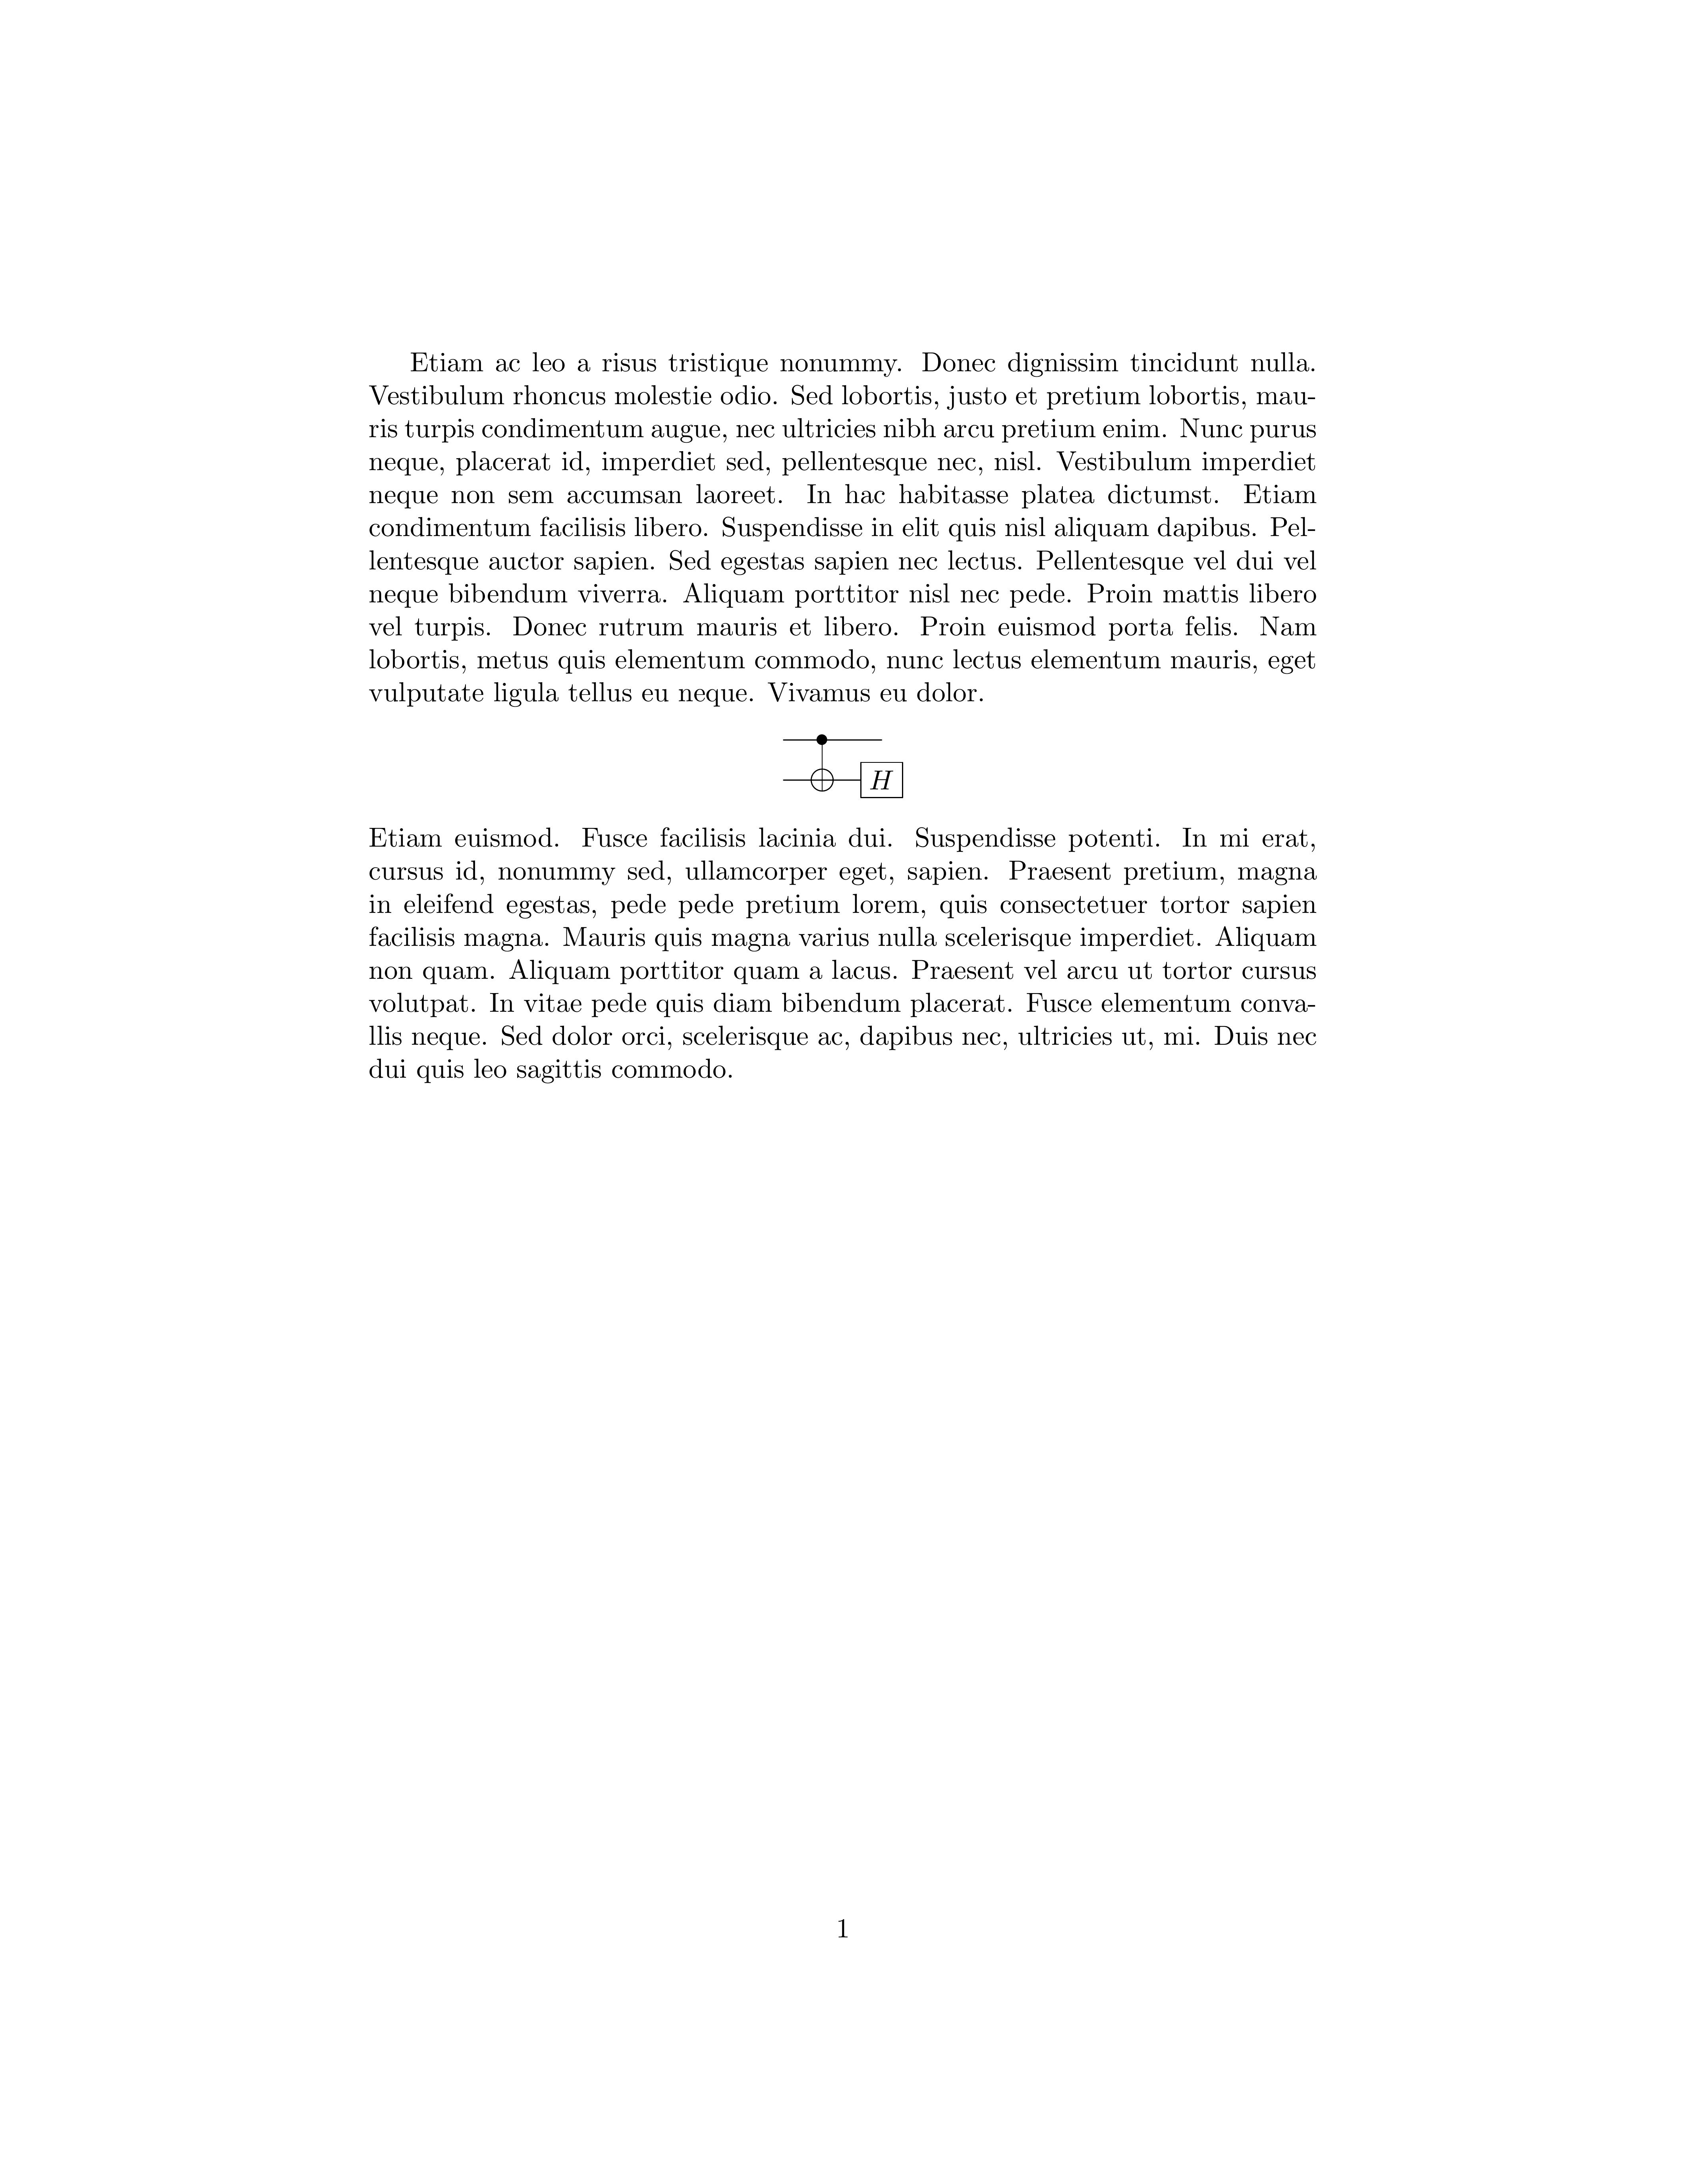 Etiam ac leo a risus tristique nonummy. Donec dignissim tincidunt nulla.
Vestibulum rhoncus molestie odio. Sed lobortis, justo et pretium lobortis, mau-
ris turpis condimentum augue, nec ultricies nibh arcu pretium enim. Nunc purus
neque, placerat id, imperdiet sed, pellentesque nec, nisl. Vestibulum imperdiet
neque non sem accumsan laoreet. In hac habitasse platea dictumst. Etiam
condimentum facilisis libero. Suspendisse in elit quis nisl aliquam dapibus. Pel-
lentesque auctor sapien. Sed egestas sapien nec lectus. Pellentesque vel dui vel
neque bibendum viverra. Aliquam porttitor nisl nec pede. Proin mattis libero
vel turpis. Donec rutrum mauris et libero. Proin euismod porta felis. Nam
lobortis, metus quis elementum commodo, nunc lectus elementum mauris, eget
vulputate ligula tellus eu neque. Vivamus eu dolor.
H
Etiam euismod. Fusce facilisis lacinia dui. Suspendisse potenti. In mi erat,
cursus id, nonummy sed, ullamcorper eget, sapien. Praesent pretium, magna
in eleifend egestas, pede pede pretium lorem, quis consectetuer tortor sapien
facilisis magna. Mauris quis magna varius nulla scelerisque imperdiet. Aliquam
non quam. Aliquam porttitor quam a lacus. Praesent vel arcu ut tortor cursus
volutpat. In vitae pede quis diam bibendum placerat. Fusce elementum conva-
llis neque. Sed dolor orci, scelerisque ac, dapibus nec, ultricies ut, mi. Duis nec
dui quis leo sagittis commodo.
1